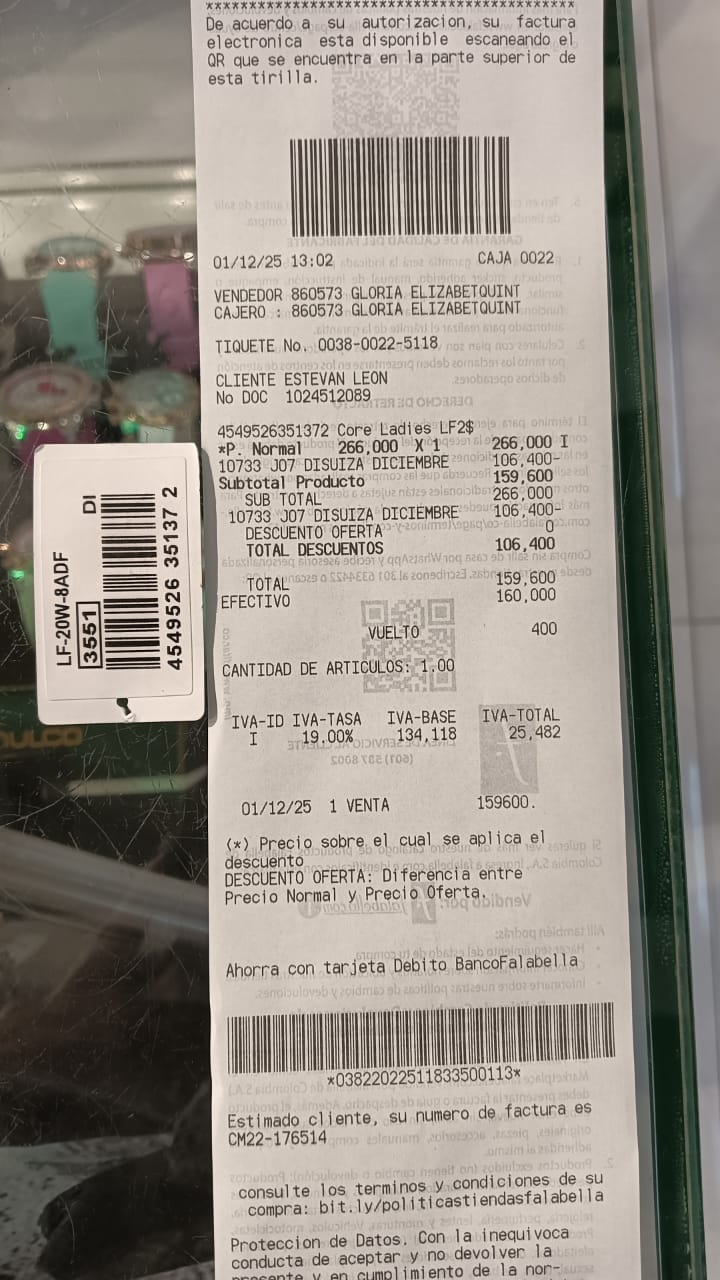 De acuerdo a su autorizacion, su factura
electronica esta disponible escaneando el
QR que se encuentra en la parte superior de
esta tirilla.
01/12/25 13:02 CAJA 0022
VENDEDOR 860573 GLORIA ELIZABETQUINT
CAJERO : 860573 GLORIA ELIZABETQUINT
TIQUETE No. 0038-0022-5118
CLIENTE ESTEVAN LEON
No DOC 1024512089
4549526351372 Core Ladies LF2$
*P. Normal 266,000 X 1 266,000 I
10733 J07 DISUIZA DICIEMBRE 106,400-
Subtotal Producto 159,600
SUB TOTAL 266,000
10733 J07 DISUIZA DICIEMBRE 106,400-
DESCUENTO OFERTA 0
TOTAL DESCUENTOS 106,400
TOTAL 159,600
EFECTIVO 160,000
VUELTO 400
CANTIDAD DE ARTICULOS: 1.00
IVA-ID IVA-TASA IVA-BASE IVA-TOTAL
I 19,00% 134,118 25,482
01/12/25 1 VENTA 159600.
(*) Precio sobre el cual se aplica el
descuento
DESCUENTO OFERTA: Diferencia entre
Precio Normal y Precio Oferta.
Ahorra con tarjeta Debito BancoFalabella
*03822022511833500113*
Estimado cliente, su numero de factura es
CM22-176514
consulte los terminos y condiciones de su
compra: bit.ly/politicastiendasfalabella
Proteccion de Datos. Con la inequivoca
conducta de aceptar y no devolver la
presente y en cumplimiento de la nor-
LF-20W-8ADF
3551 DI
4549526 35137 2